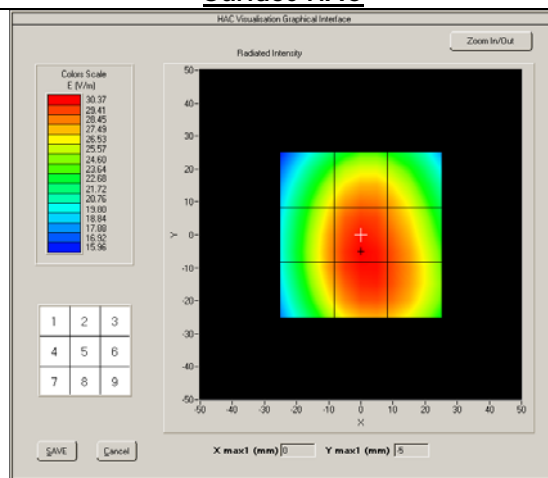 HAC Visualisation Graphical Interface
Zoom In/Out
Radiated Intensity
Colors Scale
E (V/m)
30.37
29.41
28.45
27.49
26.53
25.57
24.60
23.64
22.68
21.72
20.76
19.80
18.84
17.88
16.92
15.96
50
40
30
20
10
0
-10
-20
-30
-40
-50
Y
-50 -40 -30 -20 -10 0 10 20 30 40 50
X
1 2 3
4 5 6
7 8 9
SAVE Cancel
X max1 (mm) 0 Y max1 (mm) -5